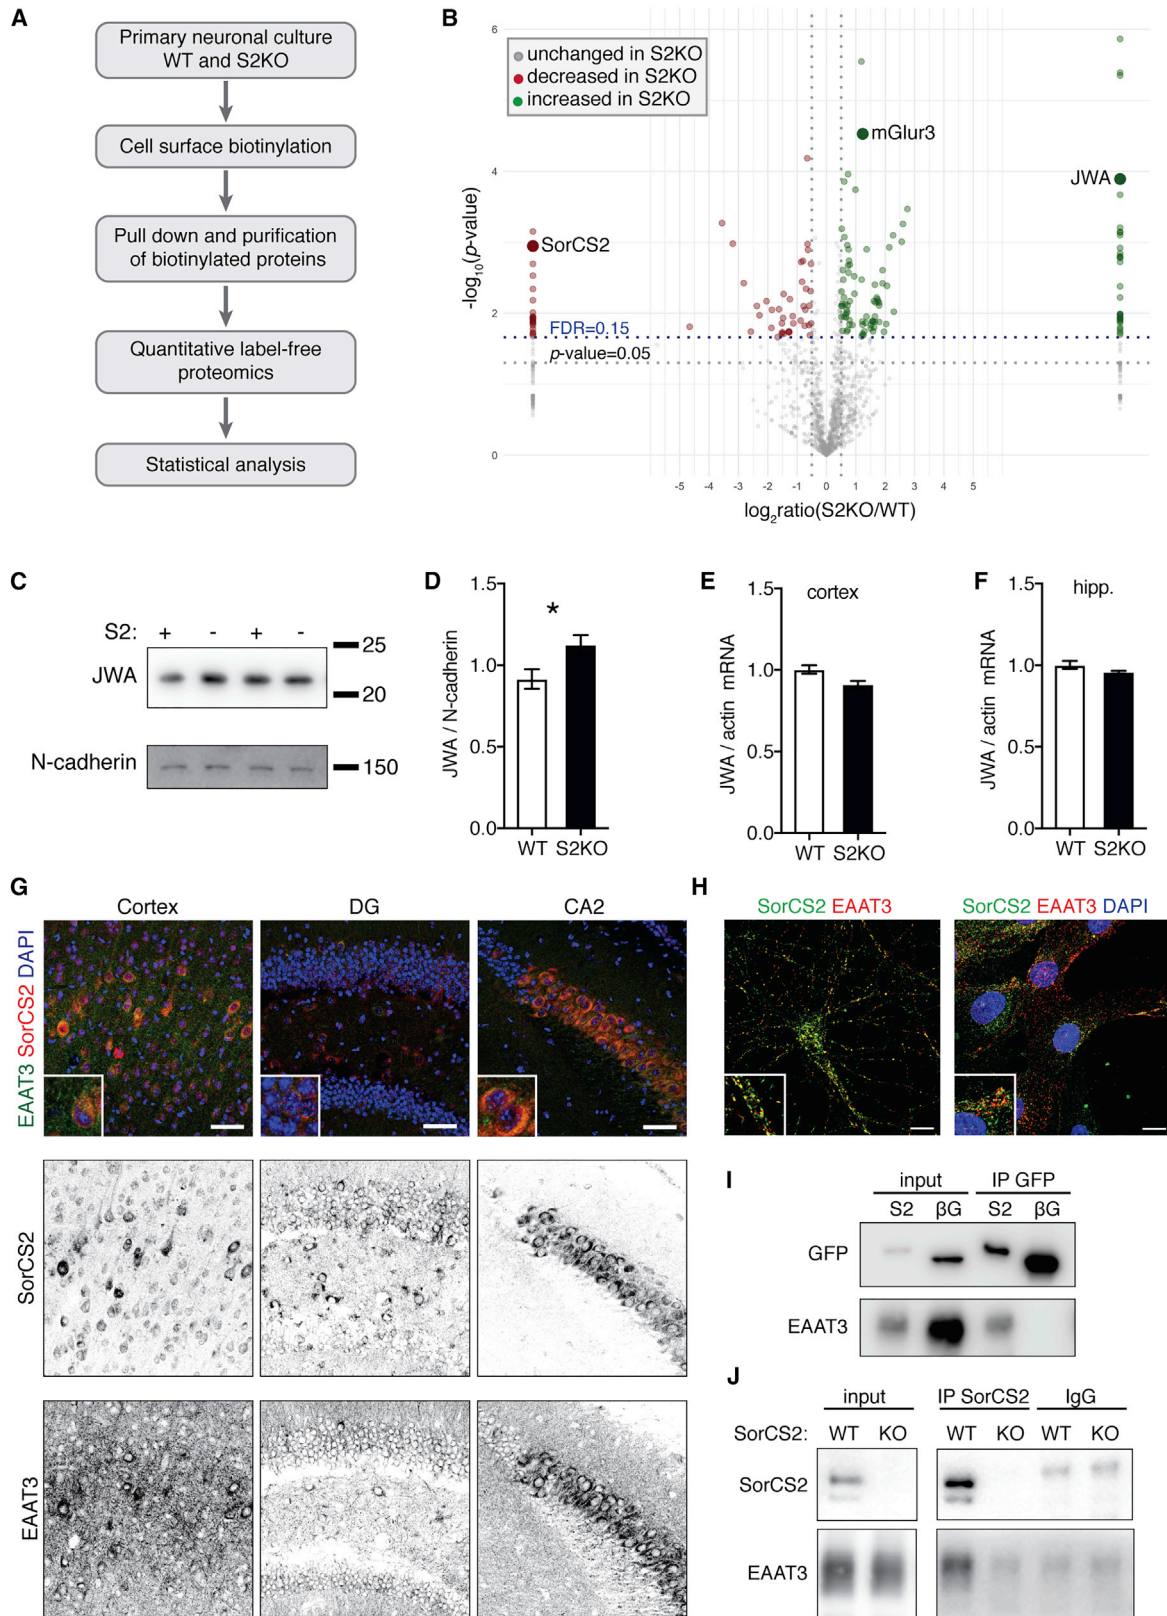 A
Primary neuronal culture
WT and S2KO
Cell surface biotinylation
Pull down and purification
of biotinylated proteins
Quantitative label-free
proteomics
Statistical analysis
B
6
4
2
0
-log10(p-value)
unchanged in S2KO
decreased in S2KO
increased in S2KO
mGlur3
JWA
SorCS2
FDR=0.15
p-value=0.05
-5 -4 -3 -2 -1 0 1 2 3 4 5
log2ratio(S2KO/WT)
C
S2: + - + -
JWA
25
20
N-cadherin
150
D
1.5
1.0
0.5
0.0
JWA / N-cadherin
*
WT S2KO
E
1.5
1.0
0.5
0.0
JWA / actin mRNA
cortex
WT S2KO
F
1.5
1.0
0.5
0.0
JWA / actin mRNA
hipp.
WT S2KO
G
Cortex DG CA2
EAAT3 SorCS2 DAPI
SorCS2
EAAT3
H
SorCS2 EAAT3
SorCS2 EAAT3 DAPI
I
input IP GFP
S2 βG S2 βG
GFP
EAAT3
J
input IP SorCS2 IgG
SorCS2: WT KO WT KO WT KO
SorCS2
EAAT3